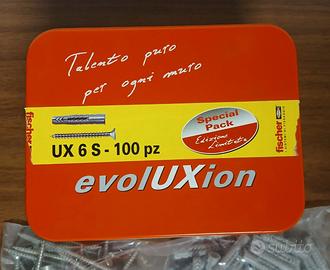 Talento puro
per ogni muro
fischer
UX 6 S - 100 pz
Special
Pack
Edizione
Limitata
fischer
evolUXion
subito